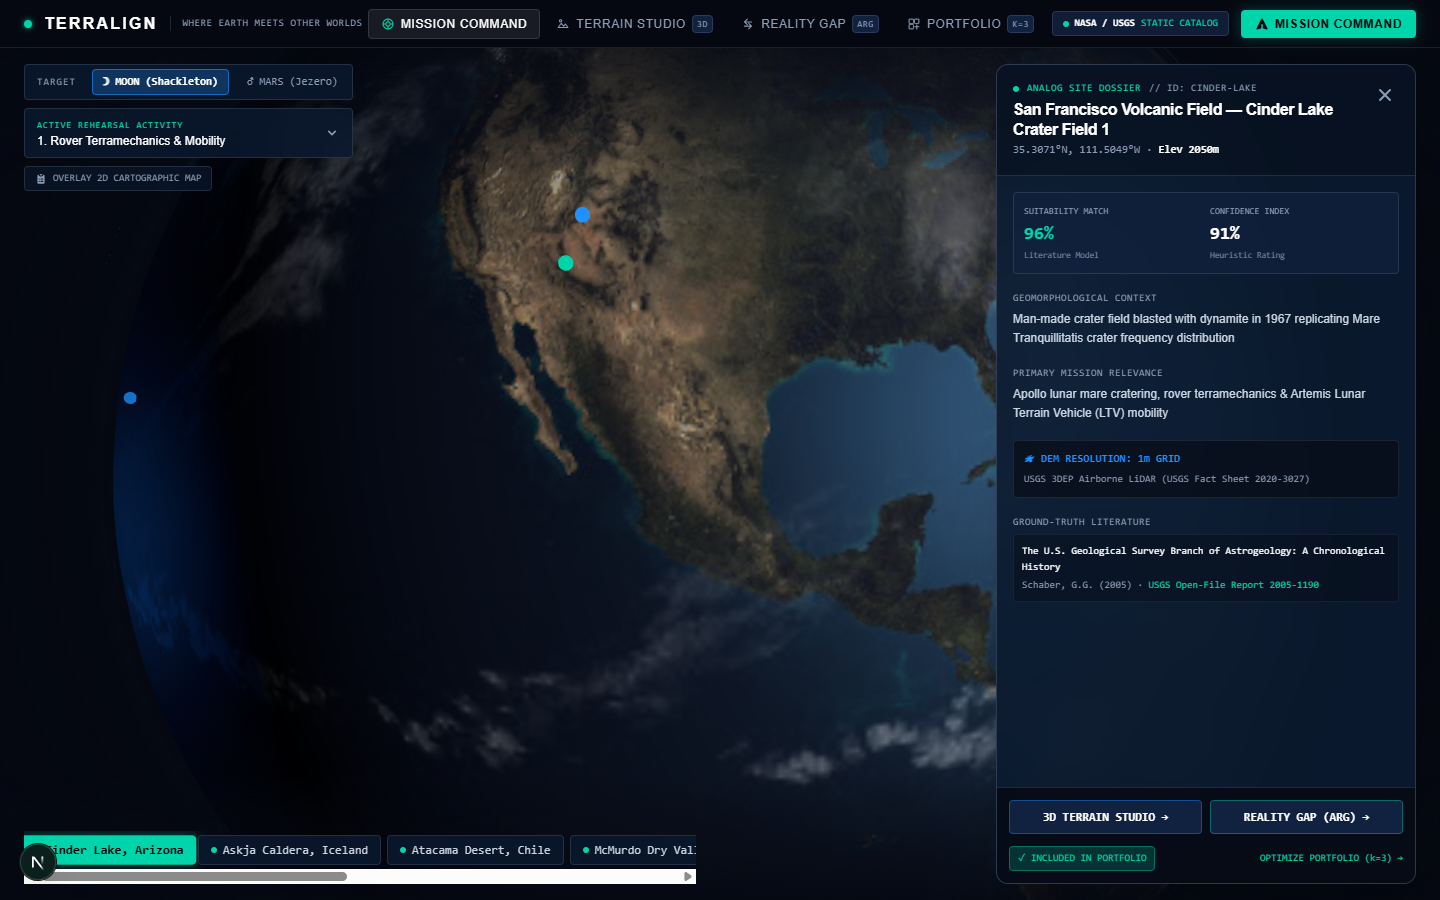 TERRALIGN
WHERE EARTH MEETS OTHER WORLDS
MISSION COMMAND
TERRAIN STUDIO 3D
REALITY GAP ARG
PORTFOLIO K=3
NASA / USGS STATIC CATALOG
MISSION COMMAND
TARGET
MOON (Shackleton)
MARS (Jezero)
ACTIVE REHEARSAL ACTIVITY
1. Rover Terramechanics & Mobility
OVERLAY 2D CARTOGRAPHIC MAP
ANALOG SITE DOSSIER // ID: CINDER-LAKE
San Francisco Volcanic Field — Cinder Lake
Crater Field 1
35.3071°N, 111.5049°W · Elev 2050m
SUITABILITY MATCH
96%
Literature Model
CONFIDENCE INDEX
91%
Heuristic Rating
GEOMORPHOLOGICAL CONTEXT
Man-made crater field blasted with dynamite in 1967 replicating Mare
Tranquillitatis crater frequency distribution
PRIMARY MISSION RELEVANCE
Apollo lunar mare cratering, rover terramechanics & Artemis Lunar
Terrain Vehicle (LTV) mobility
DEM RESOLUTION: 1m GRID
USGS 3DEP Airborne LiDAR (USGS Fact Sheet 2020-3027)
GROUND-TRUTH LITERATURE
The U.S. Geological Survey Branch of Astrogeology: A Chronological
History
Schaber, G.G. (2005) · USGS Open-File Report 2005-1190
3D TERRAIN STUDIO →
REALITY GAP (ARG) →
✓ INCLUDED IN PORTFOLIO
OPTIMIZE PORTFOLIO (k=3) →
inder Lake, Arizona
Askja Caldera, Iceland
Atacama Desert, Chile
McMurdo Dry Val
N